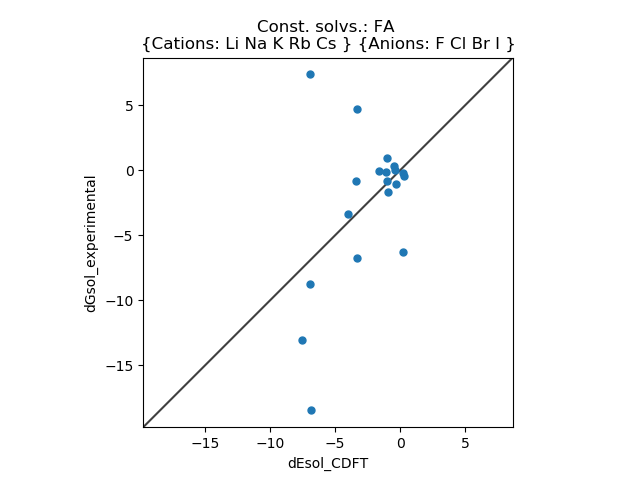 Const. solvs.: FA
{Cations: Li Na K Rb Cs } {Anions: F Cl Br I }
5
0
−5
−10
−15
dGsol_experimental
−15
−10
−5
0
5
dEsol_CDFT